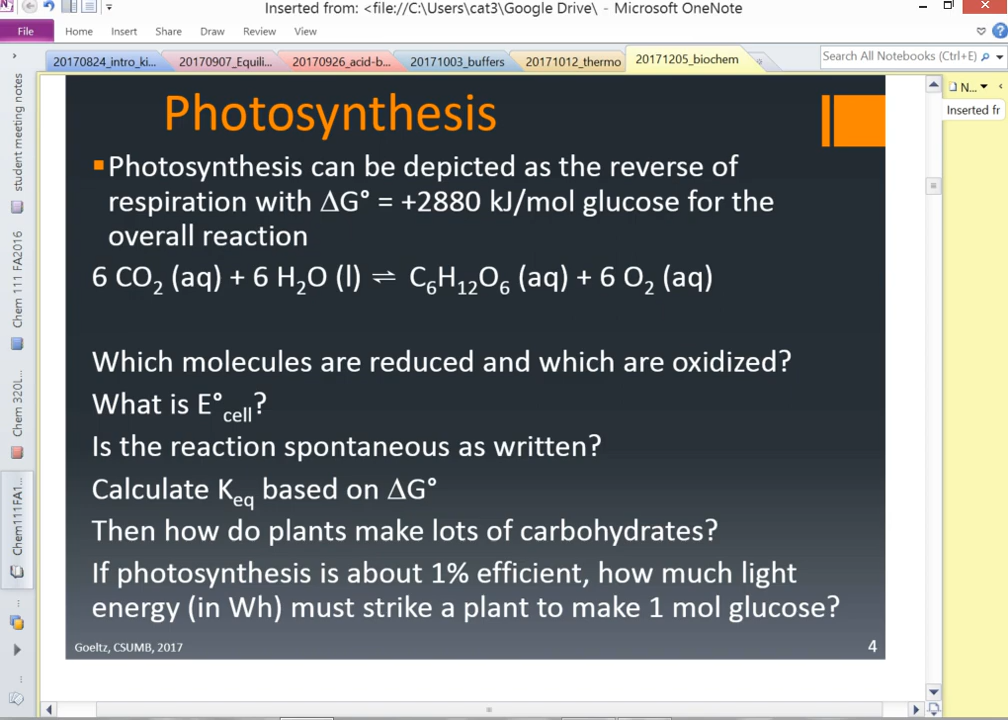 Inserted from: <file://C:\Users\cat3\Google Drive\ - Microsoft OneNote
File Home Insert Share Draw Review View
20170824_intro_ki... 20170907_Equili... 20170926_acid-b... 20171003_buffers 20171012_thermo 20171205_biochem
Search All Notebooks (Ctrl+E)
N...
Inserted fr
student meeting notes
Chem 111 FA2016
Chem 320L
Chem111FA1
Photosynthesis
Photosynthesis can be depicted as the reverse of
respiration with ΔG° = +2880 kJ/mol glucose for the
overall reaction
6 CO₂ (aq) + 6 H₂O (l) ⇌ C₆H₁₂O₆ (aq) + 6 O₂ (aq)
Which molecules are reduced and which are oxidized?
What is E°cell?
Is the reaction spontaneous as written?
Calculate Keq based on ΔG°
Then how do plants make lots of carbohydrates?
If photosynthesis is about 1% efficient, how much light
energy (in Wh) must strike a plant to make 1 mol glucose?
Goeltz, CSUMB, 2017
4